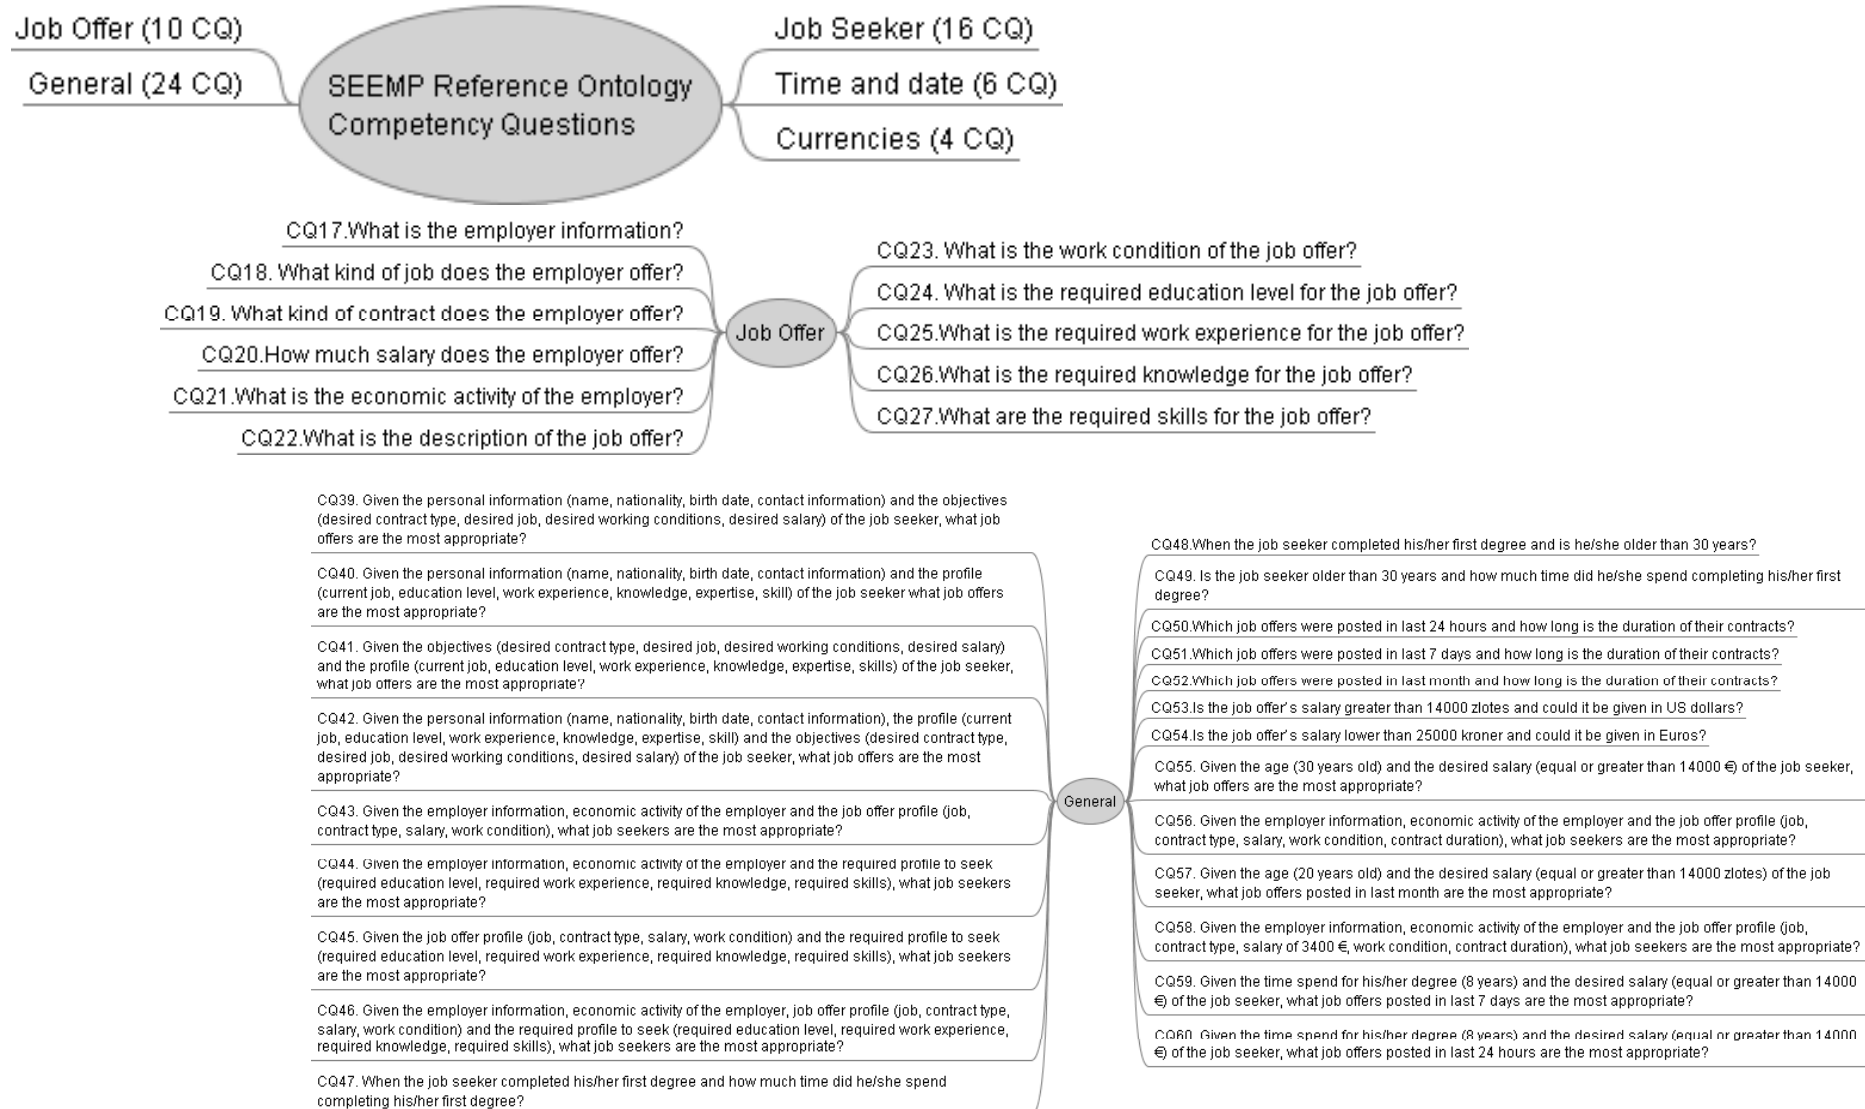 Job Offer (10 CQ)
General (24 CQ)
SEEMP Reference Ontology
Competency Questions
Job Seeker (16 CQ)
Time and date (6 CQ)
Currencies (4 CQ)
CQ17.What is the employer information?
CQ18. What kind of job does the employer offer?
CQ19. What kind of contract does the employer offer?
CQ20.How much salary does the employer offer?
CQ21.What is the economic activity of the employer?
CQ22.What is the description of the job offer?
Job Offer
CQ23. What is the work condition of the job offer?
CQ24. What is the required education level for the job offer?
CQ25.What is the required work experience for the job offer?
CQ26.What is the required knowledge for the job offer?
CQ27.What are the required skills for the job offer?
CQ39. Given the personal information (name, nationality, birth date, contact information) and the objectives
(desired contract type, desired job, desired working conditions, desired salary) of the job seeker, what job
offers are the most appropriate?
CQ40. Given the personal information (name, nationality, birth date, contact information) and the profile
(current job, education level, work experience, knowledge, expertise, skill) of the job seeker what job offers
are the most appropriate?
CQ41. Given the objectives (desired contract type, desired job, desired working conditions, desired salary)
and the profile (current job, education level, work experience, knowledge, expertise, skills) of the job seeker,
what job offers are the most appropriate?
CQ42. Given the personal information (name, nationality, birth date, contact information), the profile (current
job, education level, work experience, knowledge, expertise, skill) and the objectives (desired contract type,
desired job, desired working conditions, desired salary) of the job seeker, what job offers are the most
appropriate?
CQ43. Given the employer information, economic activity of the employer and the job offer profile (job,
contract type, salary, work condition), what job seekers are the most appropriate?
CQ44. Given the employer information, economic activity of the employer and the required profile to seek
(required education level, required work experience, required knowledge, required skills), what job seekers
are the most appropriate?
CQ45. Given the job offer profile (job, contract type, salary, work condition) and the required profile to seek
(required education level, required work experience, required knowledge, required skills), what job seekers
are the most appropriate?
CQ46. Given the employer information, economic activity of the employer, job offer profile (job, contract type,
salary, work condition) and the required profile to seek (required education level, required work experience,
required knowledge, required skills), what job seekers are the most appropriate?
CQ47. When the job seeker completed his/her first degree and how much time did he/she spend
completing his/her first degree?
General
CQ48.When the job seeker completed his/her first degree and is he/she older than 30 years?
CQ49. Is the job seeker older than 30 years and how much time did he/she spend completing his/her first
degree?
CQ50.Which job offers were posted in last 24 hours and how long is the duration of their contracts?
CQ51.Which job offers were posted in last 7 days and how long is the duration of their contracts?
CQ52.Which job offers were posted in last month and how long is the duration of their contracts?
CQ53.Is the job offer's salary greater than 14000 zlotes and could it be given in US dollars?
CQ54.Is the job offer's salary lower than 25000 kroner and could it be given in Euros?
CQ55. Given the age (30 years old) and the desired salary (equal or greater than 14000 €) of the job seeker,
what job offers are the most appropriate?
CQ56. Given the employer information, economic activity of the employer and the job offer profile (job,
contract type, salary, work condition, contract duration), what job seekers are the most appropriate?
CQ57. Given the age (20 years old) and the desired salary (equal or greater than 14000 zlotes) of the job
seeker, what job offers posted in last month are the most appropriate?
CQ58. Given the employer information, economic activity of the employer and the job offer profile (job,
contract type, salary of 3400 €, work condition, contract duration), what job seekers are the most appropriate?
CQ59. Given the time spend for his/her degree (8 years) and the desired salary (equal or greater than 14000
€) of the job seeker, what job offers posted in last 7 days are the most appropriate?
CQ60. Given the time spend for his/her degree (8 years) and the desired salary (equal or greater than 14000
€) of the job seeker, what job offers posted in last 24 hours are the most appropriate?